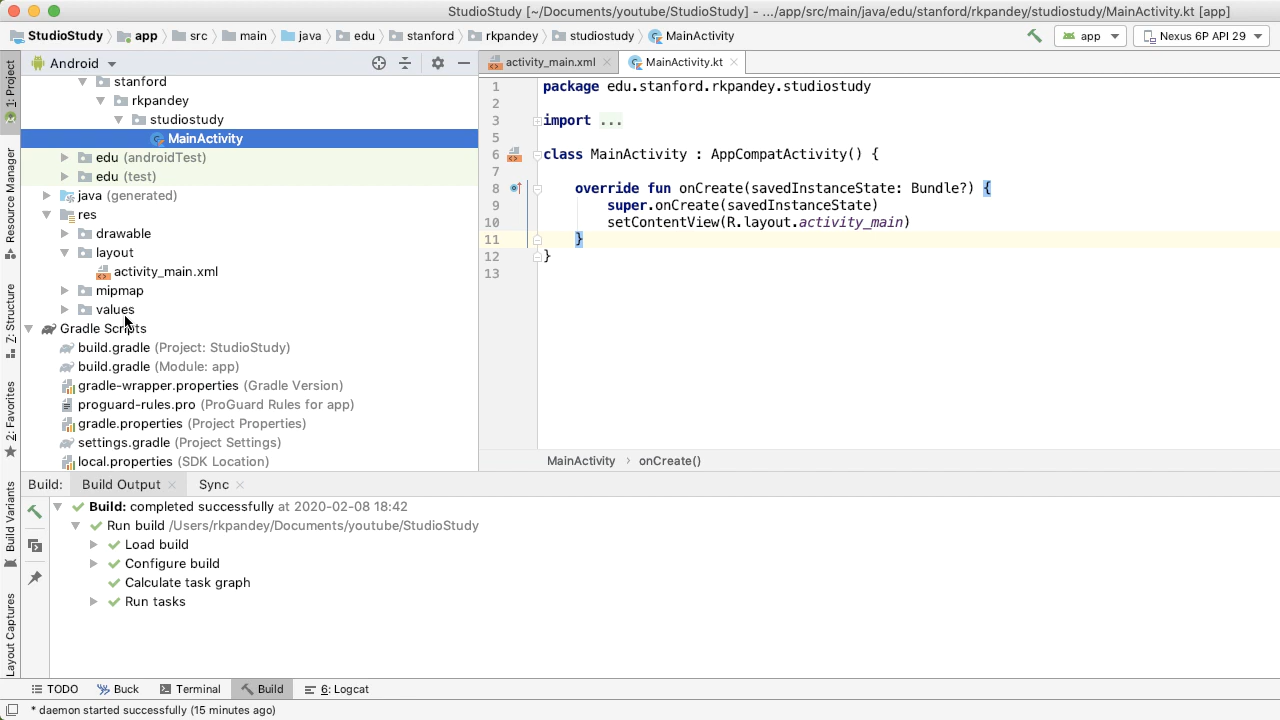 StudioStudy [~/Documents/youtube/StudioStudy] - .../app/src/main/java/edu/stanford/rkpandey/studiostudy/MainActivity.kt [app]
StudioStudy app src main java edu stanford rkpandey studiostudy MainActivity app Nexus 6P API 29
1: Project
Resource Manager
Z: Structure
2: Favorites
Build Variants
Layout Captures
Android
stanford
rkpandey
studiostudy
MainActivity
edu (androidTest)
edu (test)
java (generated)
res
drawable
layout
activity_main.xml
mipmap
values
Gradle Scripts
build.gradle (Project: StudioStudy)
build.gradle (Module: app)
gradle-wrapper.properties (Gradle Version)
proguard-rules.pro (ProGuard Rules for app)
gradle.properties (Project Properties)
settings.gradle (Project Settings)
local.properties (SDK Location)
activity_main.xml MainActivity.kt
1 package edu.stanford.rkpandey.studiostudy
2
3 import ...
5
6 class MainActivity : AppCompatActivity() {
7
8 override fun onCreate(savedInstanceState: Bundle?) {
9 super.onCreate(savedInstanceState)
10 setContentView(R.layout.activity_main)
11 }
12 }
13
MainActivity › onCreate()
Build: Build Output Sync
Build: completed successfully at 2020-02-08 18:42
Run build /Users/rkpandey/Documents/youtube/StudioStudy
Load build
Configure build
Calculate task graph
Run tasks
TODO Buck Terminal Build 6: Logcat
* daemon started successfully (15 minutes ago)